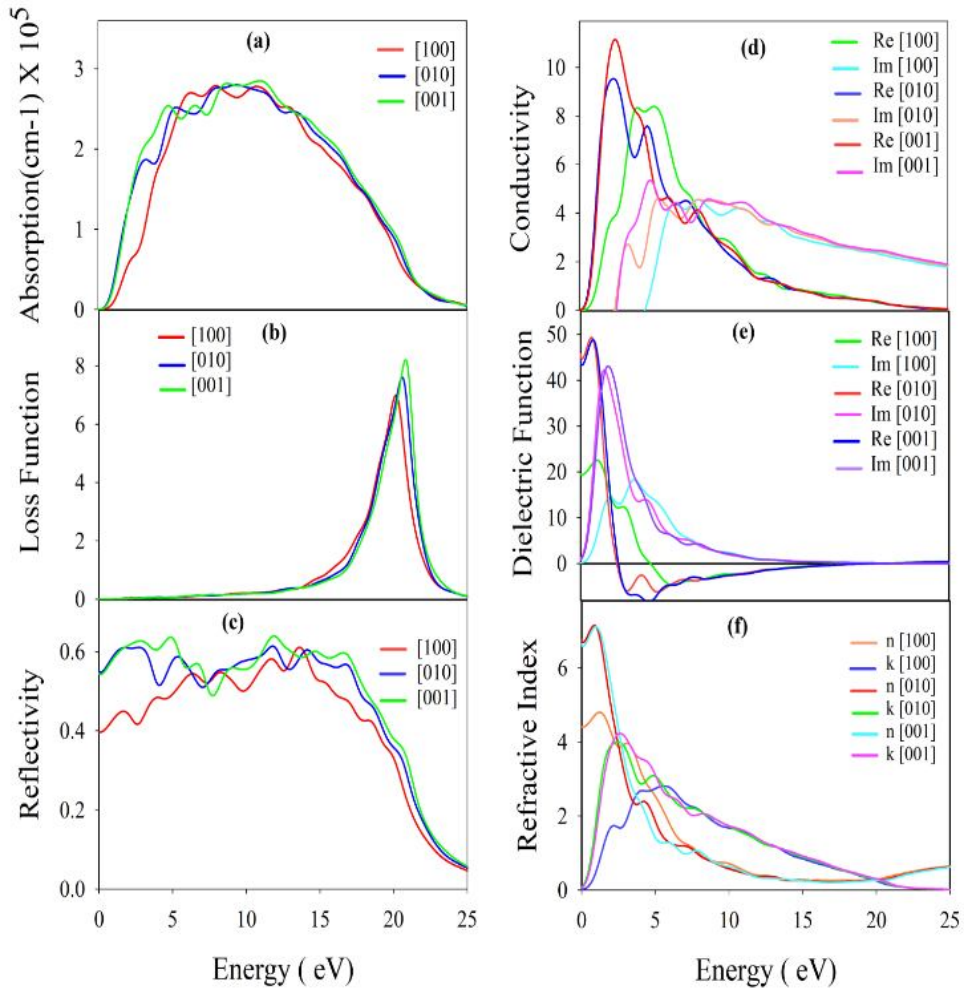 Absorption(cm-1) X 10⁵
(a)
[100]
[010]
[001]
3
2
1
0
Loss Function
(b)
[100]
[010]
[001]
8
6
4
2
0
Reflectivity
(c)
[100]
[010]
[001]
0.6
0.4
0.2
0.0
0
5
10
15
20
25
Energy ( eV)
Conductivity
(d)
Re [100]
Im [100]
Re [010]
Im [010]
Re [001]
Im [001]
10
8
6
4
2
0
Dielectric Function
(e)
Re [100]
Im [100]
Re [010]
Im [010]
Re [001]
Im [001]
50
40
30
20
10
0
Refractive Index
(f)
n [100]
k [100]
n [010]
k [010]
n [001]
k [001]
6
4
2
0
0
5
10
15
20
25
Energy ( eV)